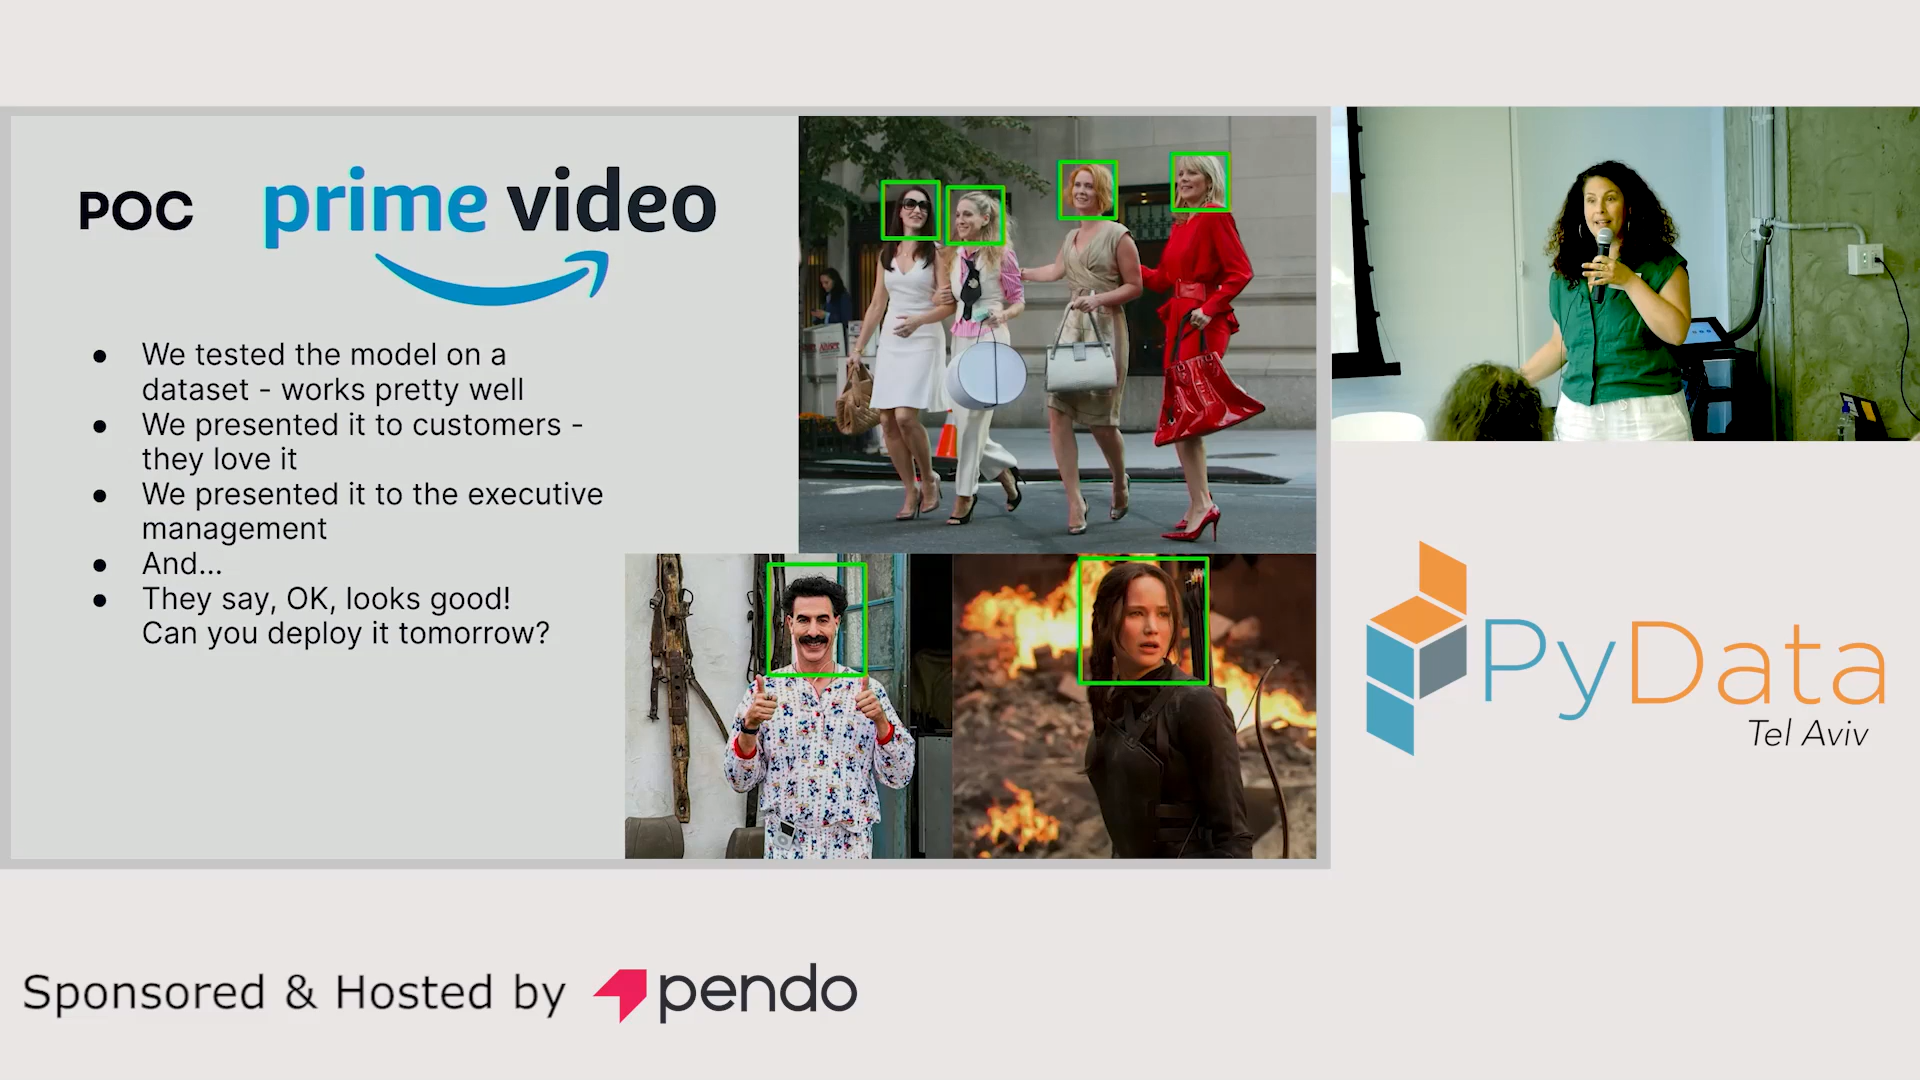 POC
prime video
We tested the model on a
dataset - works pretty well
We presented it to customers -
they love it
We presented it to the executive
management
And...
They say, OK, looks good!
Can you deploy it tomorrow?
PyData
Tel Aviv
Sponsored & Hosted by
pendo